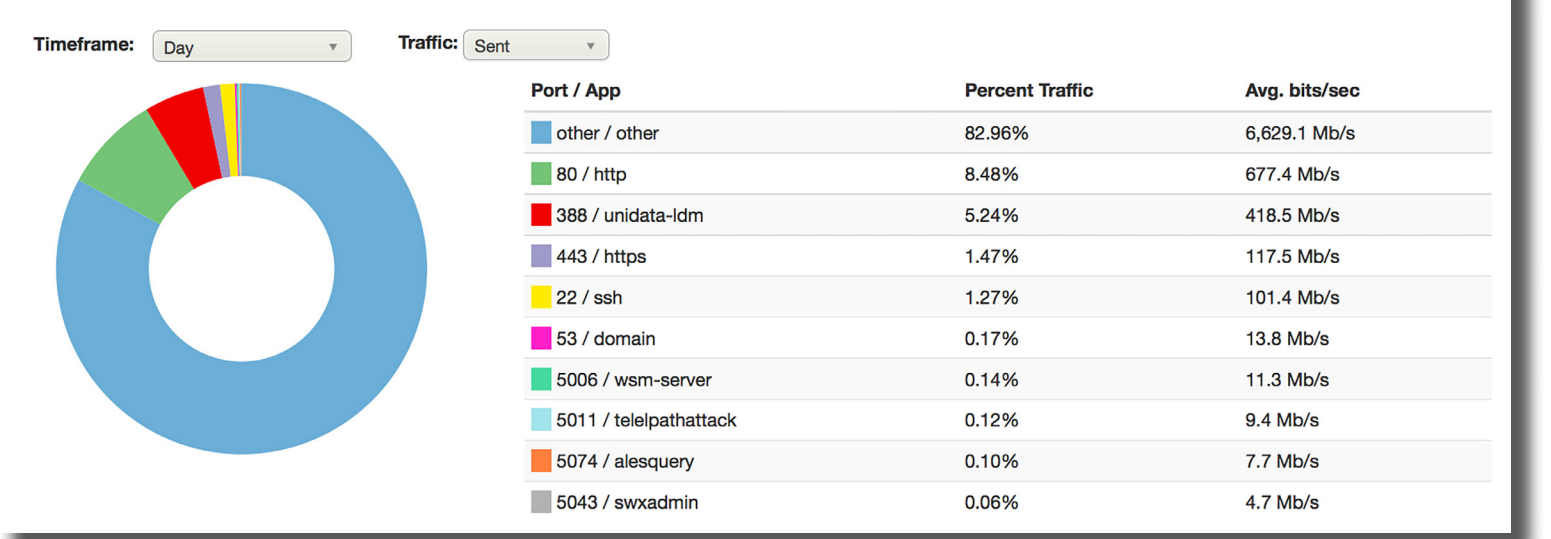 Timeframe: Day Traffic: Sent
Port / App Percent Traffic Avg. bits/sec
other / other 82.96% 6,629.1 Mb/s
80 / http 8.48% 677.4 Mb/s
388 / unidata-ldm 5.24% 418.5 Mb/s
443 / https 1.47% 117.5 Mb/s
22 / ssh 1.27% 101.4 Mb/s
53 / domain 0.17% 13.8 Mb/s
5006 / wsm-server 0.14% 11.3 Mb/s
5011 / telelpathattack 0.12% 9.4 Mb/s
5074 / alesquery 0.10% 7.7 Mb/s
5043 / swxadmin 0.06% 4.7 Mb/s